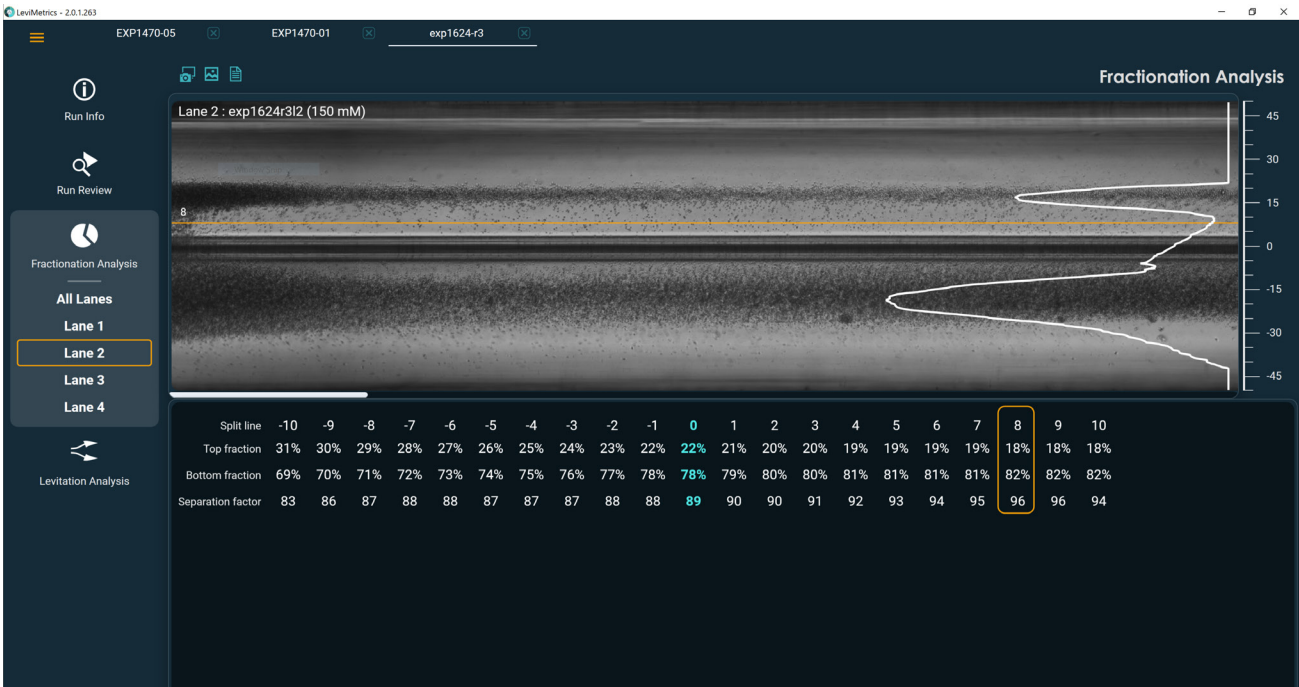 LeviMetrics - 2.0.1.263
EXP1470-05 EXP1470-01 exp1624-r3
Fractionation Analysis
Run Info
Run Review
Fractionation Analysis
All Lanes
Lane 1
Lane 2
Lane 3
Lane 4
Levitation Analysis
Lane 2 : exp1624r3l2 (150 mM)
8
45
30
15
0
-15
-30
-45
Split line -10 -9 -8 -7 -6 -5 -4 -3 -2 -1 0 1 2 3 4 5 6 7 8 9 10
Top fraction 31% 30% 29% 28% 27% 26% 25% 24% 23% 22% 22% 21% 20% 20% 19% 19% 19% 19% 18% 18% 18%
Bottom fraction 69% 70% 71% 72% 73% 74% 75% 76% 77% 78% 78% 79% 80% 80% 81% 81% 81% 81% 82% 82% 82%
Separation factor 83 86 87 88 88 87 87 87 88 88 89 90 90 91 92 93 94 95 96 96 94